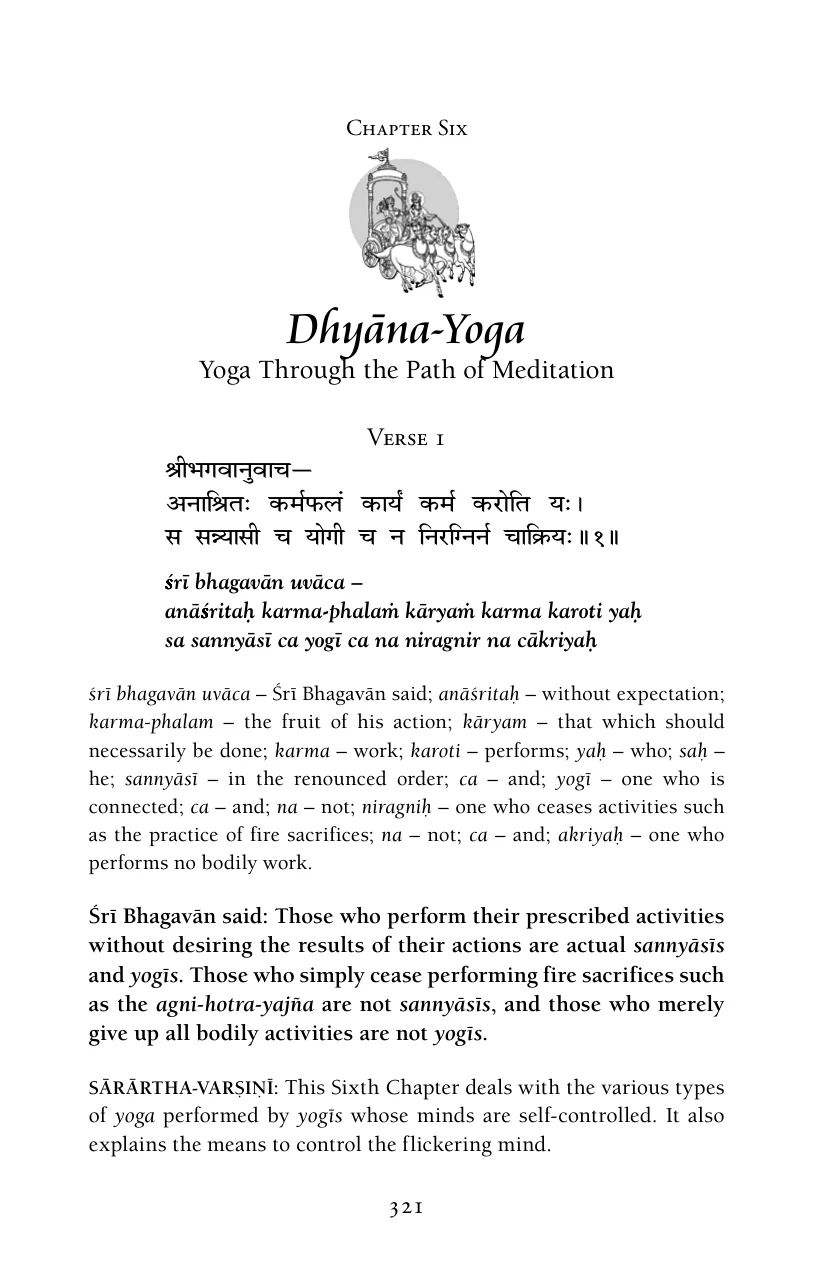 Chapter Six
Dhyāna-Yoga
Yoga Through the Path of Meditation
Verse 1
श्रीभगवानुवाच—
अनाश्रितः कर्मफलं कार्यं कर्म करोति यः।
स सन्न्यासी च योगी च न निरग्निर्न चाक्रियः॥१॥
śrī bhagavān uvāca –
anāśritaḥ karma-phalaṁ kāryaṁ karma karoti yaḥ
sa sannyāsī ca yogī ca na niragnir na cākriyaḥ
śrī bhagavān uvāca – Śrī Bhagavān said; anāśritaḥ – without expectation;
karma-phalam – the fruit of his action; kāryam – that which should
necessarily be done; karma – work; karoti – performs; yaḥ – who; saḥ –
he; sannyāsī – in the renounced order; ca – and; yogī – one who is
connected; ca – and; na – not; niragniḥ – one who ceases activities such
as the practice of fire sacrifices; na – not; ca – and; akriyaḥ – one who
performs no bodily work.
Śrī Bhagavān said: Those who perform their prescribed activities
without desiring the results of their actions are actual sannyāsīs
and yogīs. Those who simply cease performing fire sacrifices such
as the agni-hotra-yajña are not sannyāsīs, and those who merely
give up all bodily activities are not yogīs.
SĀRĀRTHA-VARṢIṆĪ: This Sixth Chapter deals with the various types
of yoga performed by yogīs whose minds are self-controlled. It also
explains the means to control the flickering mind.
321